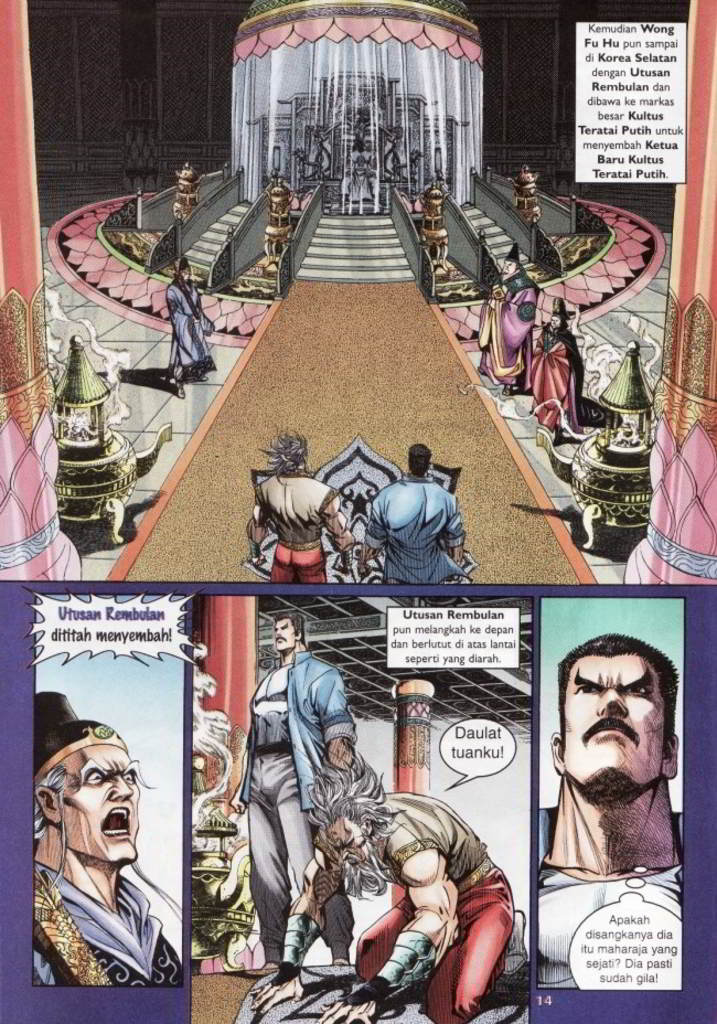 Kemudian Wong
Fu Hu pun sampai
di Korea Selatan
dengan Utusan
Rembulan dan
dibawa ke markas
besar Kultus
Teratai Putih untuk
menyembah Ketua
Baru Kultus
Teratai Putih.
Utusan Rembulan
dititah menyembah!
Utusan Rembulan
pun melangkah ke depan
dan berlutut di atas lantai
seperti yang diarah.
Daulat
tuanku!
Apakah
disangkanya dia
itu maharaja yang
sejati? Dia pasti
sudah gila!
14